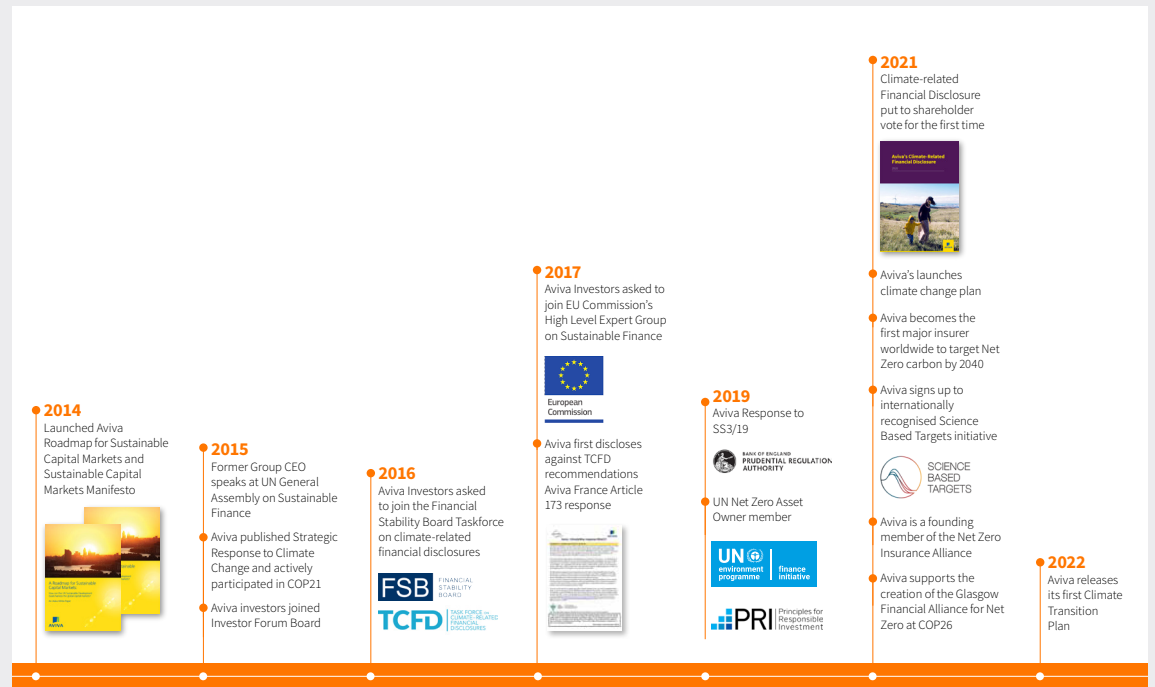 2014
Launched Aviva
Roadmap for Sustainable
Capital Markets and
Sustainable Capital
Markets Manifesto
A Roadmap for Sustainable
Capital Markets
AVIVA
2015
Former Group CEO
speaks at UN General
Assembly on Sustainable
Finance
Aviva published Strategic
Response to Climate
Change and actively
participated in COP21
Aviva investors joined
Investor Forum Board
2016
Aviva Investors asked
to join the Financial
Stability Board Taskforce
on climate-related
financial disclosures
FSB
FINANCIAL
STABILITY
BOARD
TCFD
TASK FORCE ON
CLIMATE-RELATED
FINANCIAL
DISCLOSURES
2017
Aviva Investors asked to
join EU Commission’s
High Level Expert Group
on Sustainable Finance
European
Commission
Aviva first discloses
against TCFD
recommendations
Aviva France Article
173 response
2019
Aviva Response to
SS3/19
BANK OF ENGLAND
PRUDENTIAL REGULATION
AUTHORITY
UN Net Zero Asset
Owner member
UN
environment
programme
finance
initiative
PRI
Principles for
Responsible
Investment
2021
Climate-related
Financial Disclosure
put to shareholder
vote for the first time
Aviva's Climate-Related
Financial Disclosure
Aviva’s launches
climate change plan
Aviva becomes the
first major insurer
worldwide to target Net
Zero carbon by 2040
Aviva signs up to
internationally
recognised Science
Based Targets initiative
SCIENCE
BASED
TARGETS
Aviva is a founding
member of the Net Zero
Insurance Alliance
Aviva supports the
creation of the Glasgow
Financial Alliance for Net
Zero at COP26
2022
Aviva releases
its first Climate
Transition
Plan